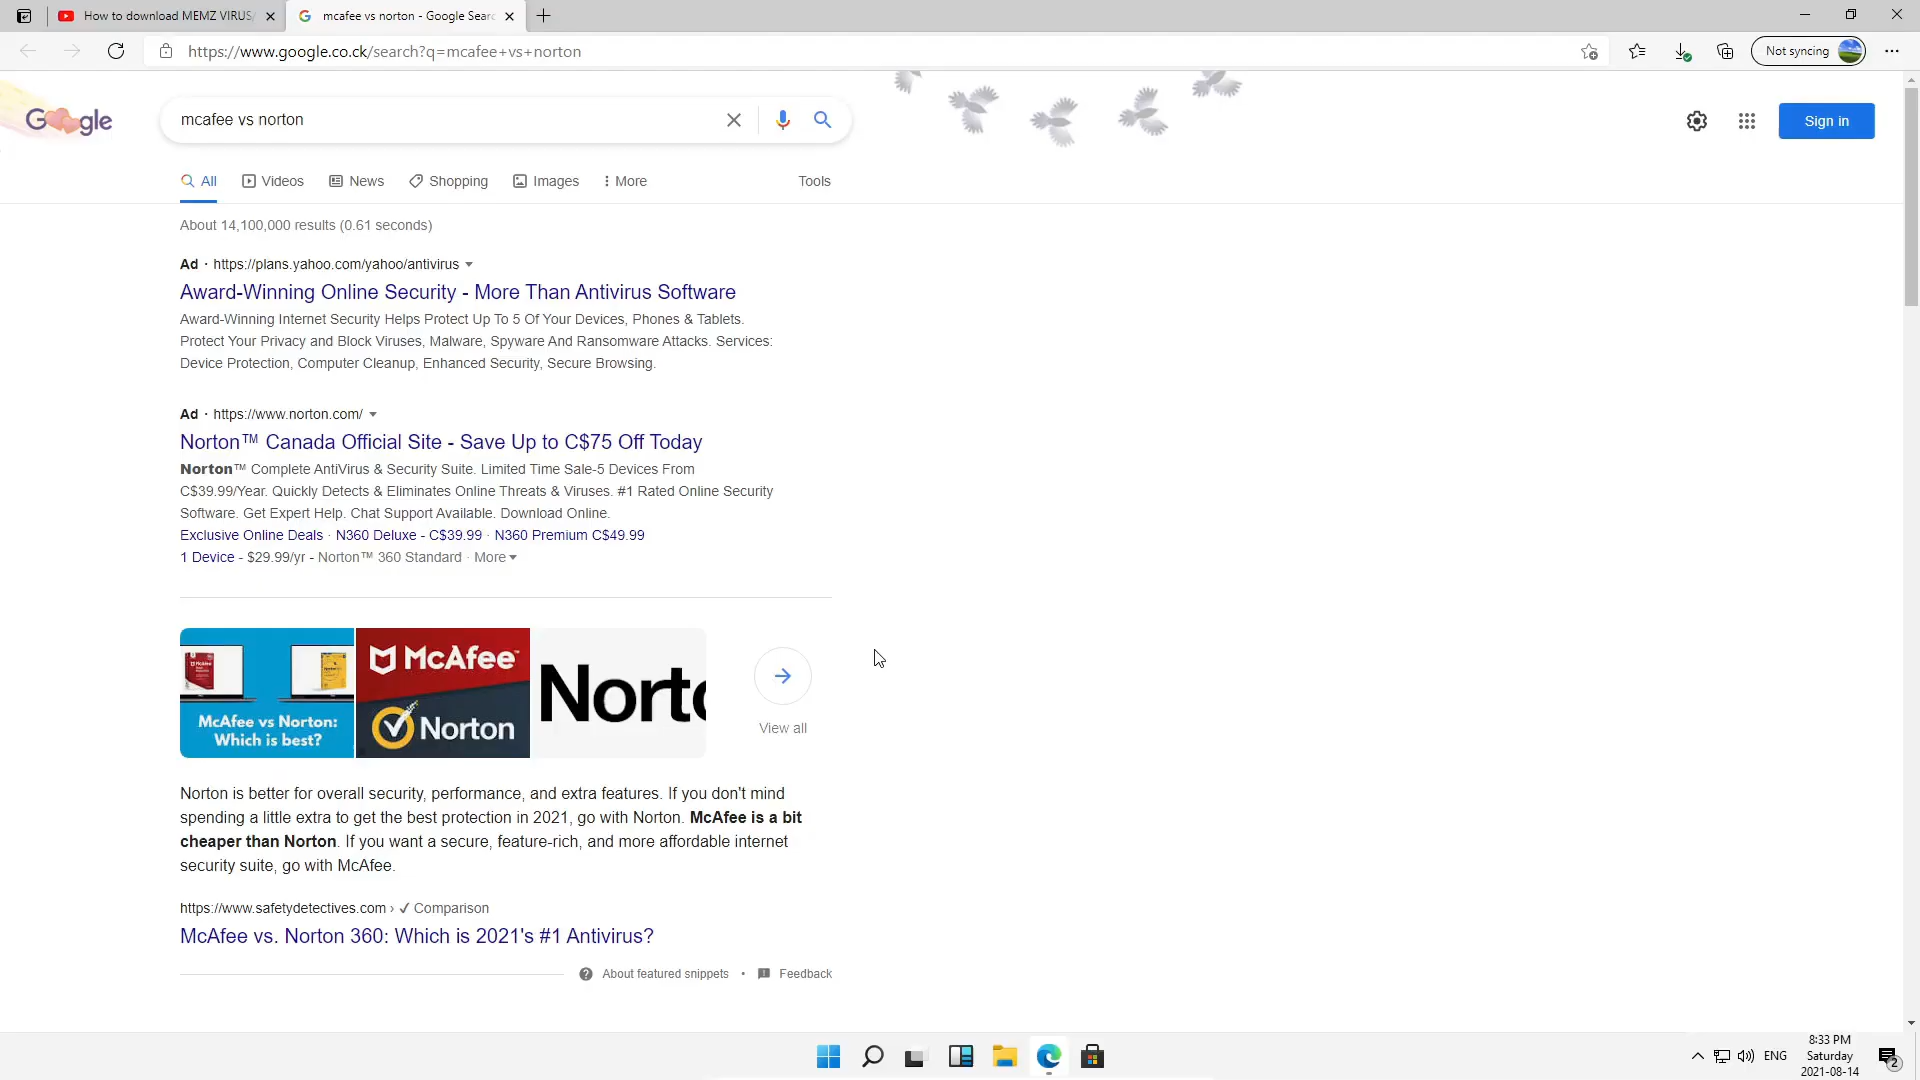 How to download MEMZ VIRUS/
mcafee vs norton - Google Searc
https://www.google.co.ck/search?q=mcafee+vs+norton
Not syncing
Google
mcafee vs norton
Sign in
All
Videos
News
Shopping
Images
More
Tools
About 14,100,000 results (0.61 seconds)
Ad · https://plans.yahoo.com/yahoo/antivirus
Award-Winning Online Security - More Than Antivirus Software
Award-Winning Internet Security Helps Protect Up To 5 Of Your Devices, Phones & Tablets.
Protect Your Privacy and Block Viruses, Malware, Spyware And Ransomware Attacks. Services:
Device Protection, Computer Cleanup, Enhanced Security, Secure Browsing.
Ad · https://www.norton.com/
Norton™ Canada Official Site - Save Up to C$75 Off Today
Norton™ Complete AntiVirus & Security Suite. Limited Time Sale-5 Devices From
C$39.99/Year. Quickly Detects & Eliminates Online Threats & Viruses. #1 Rated Online Security
Software. Get Expert Help. Chat Support Available. Download Online.
Exclusive Online Deals · N360 Deluxe - C$39.99 · N360 Premium C$49.99
1 Device - $29.99/yr - Norton™ 360 Standard · More
McAfee vs Norton:
Which is best?
McAfee™
Norton
Norto
View all
Norton is better for overall security, performance, and extra features. If you don't mind
spending a little extra to get the best protection in 2021, go with Norton. McAfee is a bit
cheaper than Norton. If you want a secure, feature-rich, and more affordable internet
security suite, go with McAfee.
https://www.safetydetectives.com › ✓ Comparison
McAfee vs. Norton 360: Which is 2021's #1 Antivirus?
About featured snippets • Feedback
ENG
8:33 PM
Saturday
2021-08-14
2